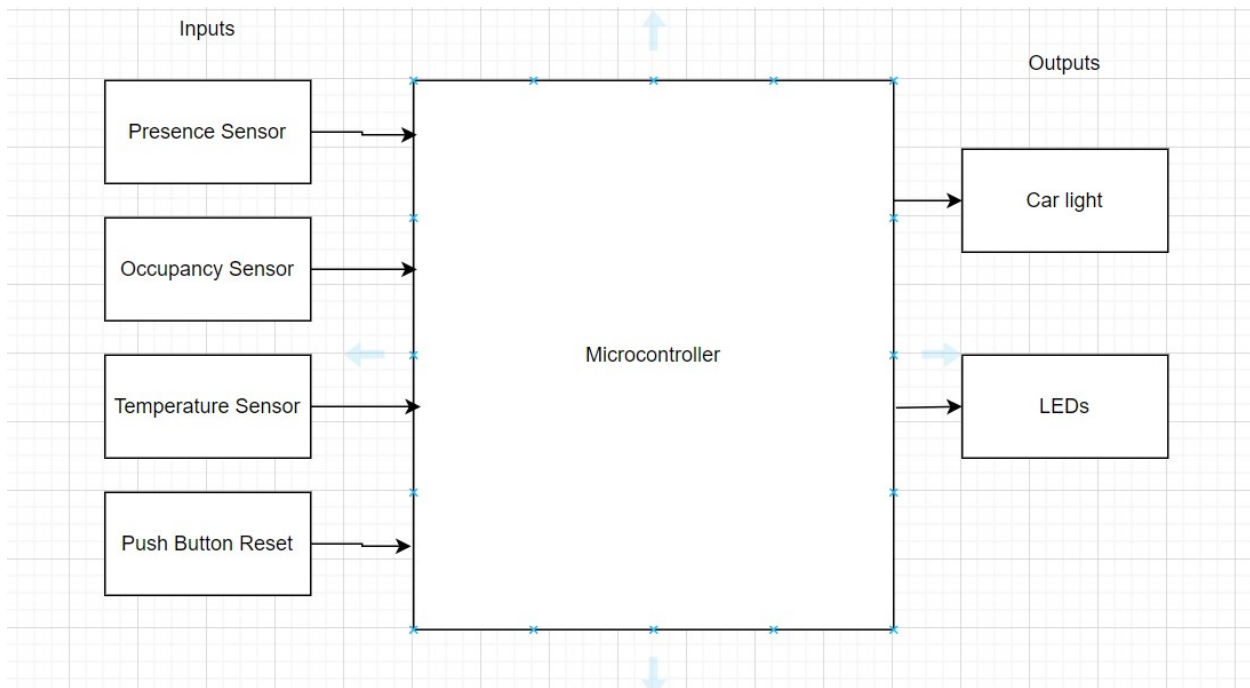 Inputs
Outputs
Presence Sensor
Car light
Occupancy Sensor
Microcontroller
Temperature Sensor
LEDs
Push Button Reset